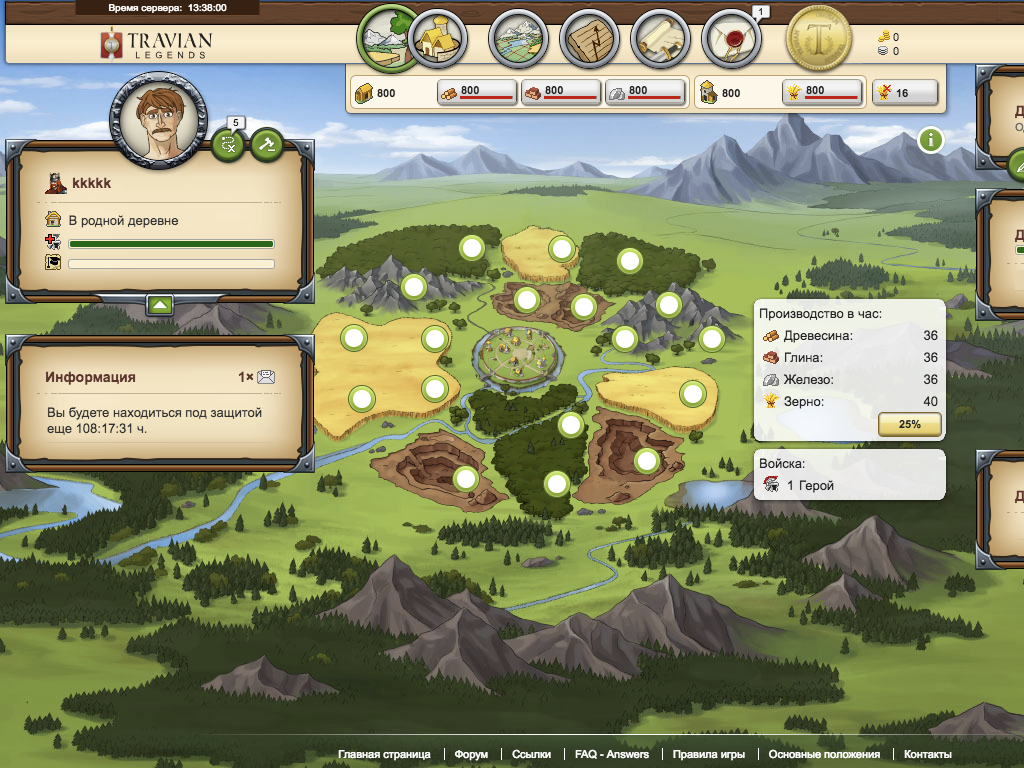 Время сервера: 13:38:00
TRAVIAN
LEGENDS
1
T
0
0
800
800
800
800
800
800
16
5
kkkkk
В родной деревне
Информация
1×
Вы будете находиться под защитой
еще 108:17:31 ч.
i
Производство в час:
Древесина: 36
Глина: 36
Железо: 36
Зерно: 40
25%
Войска:
1 Герой
Главная страница
Форум
Ссылки
FAQ - Answers
Правила игры
Основные положения
Контакты